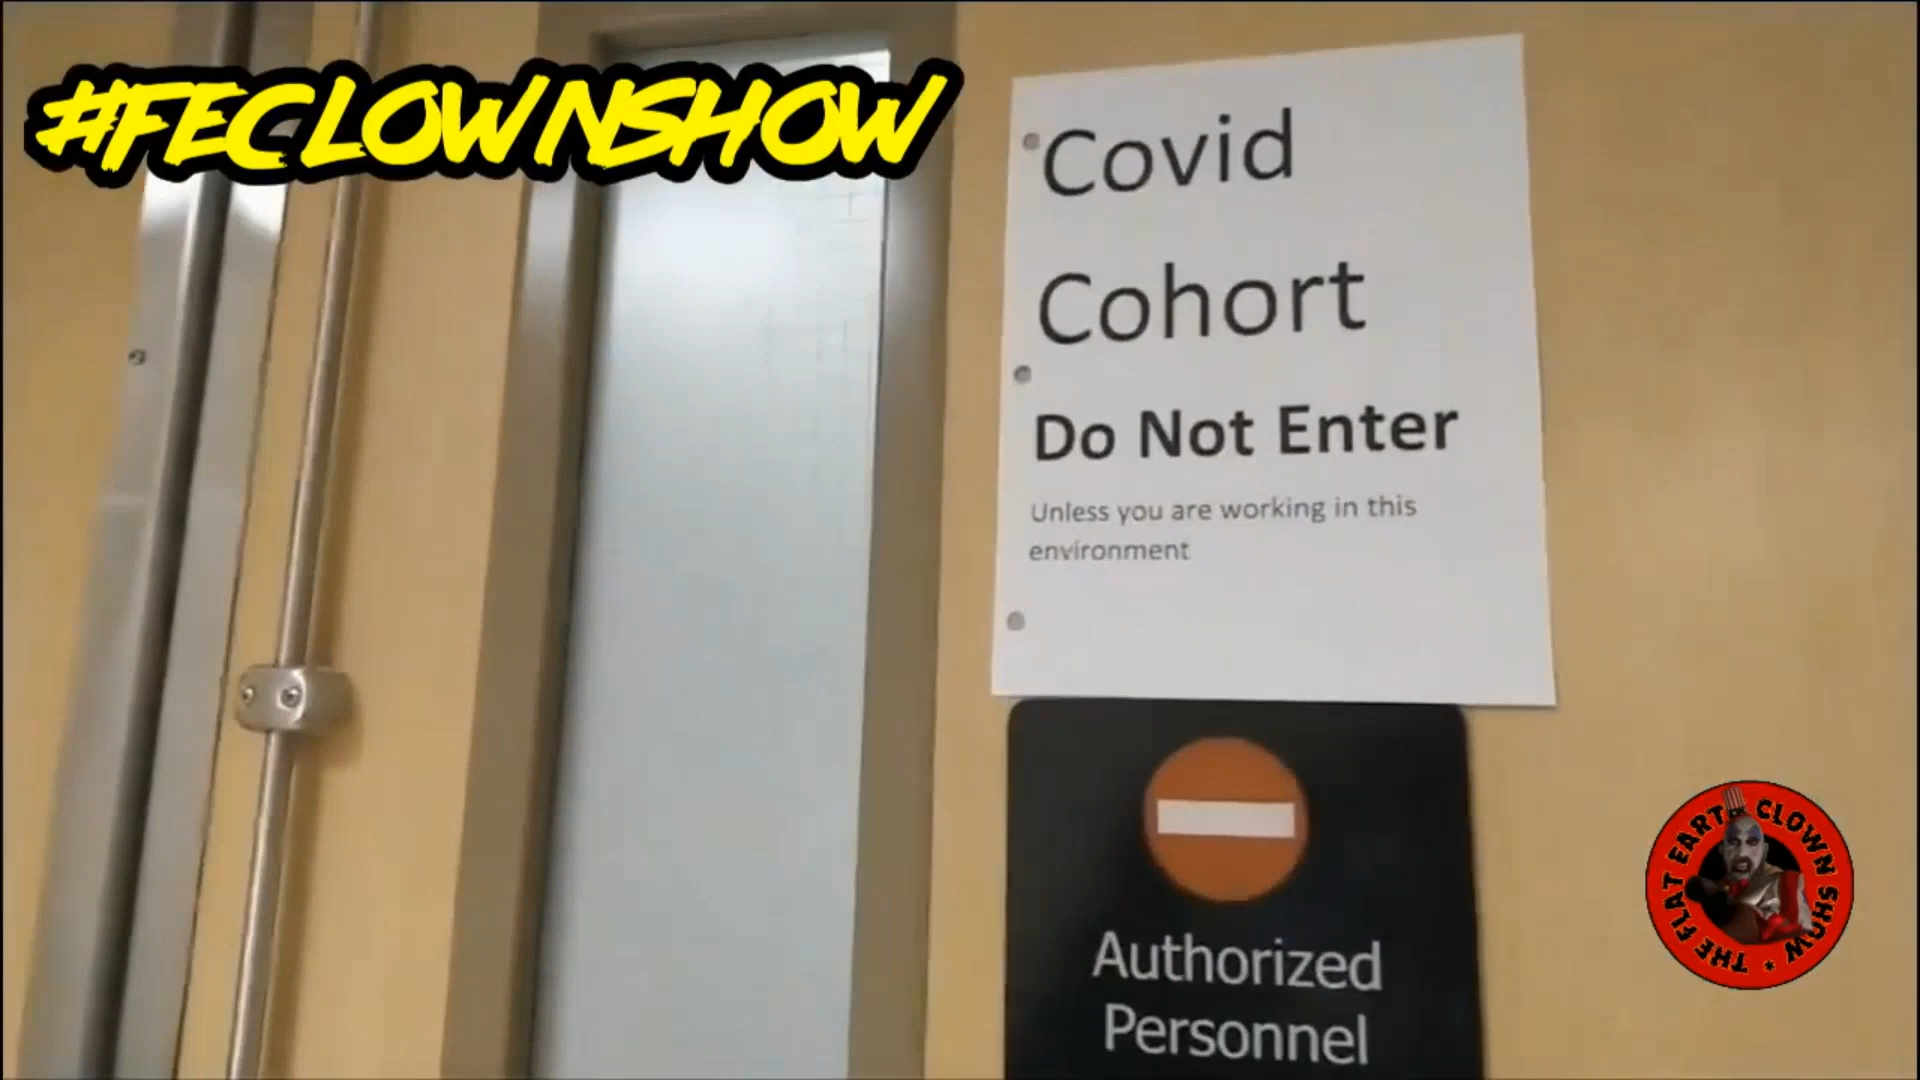 #FECLOWNSHOW
Covid
Cohort
Do Not Enter
Unless you are working in this
environment
Authorized
Personnel
THE FLAT EARTH CLOWN SHOW *